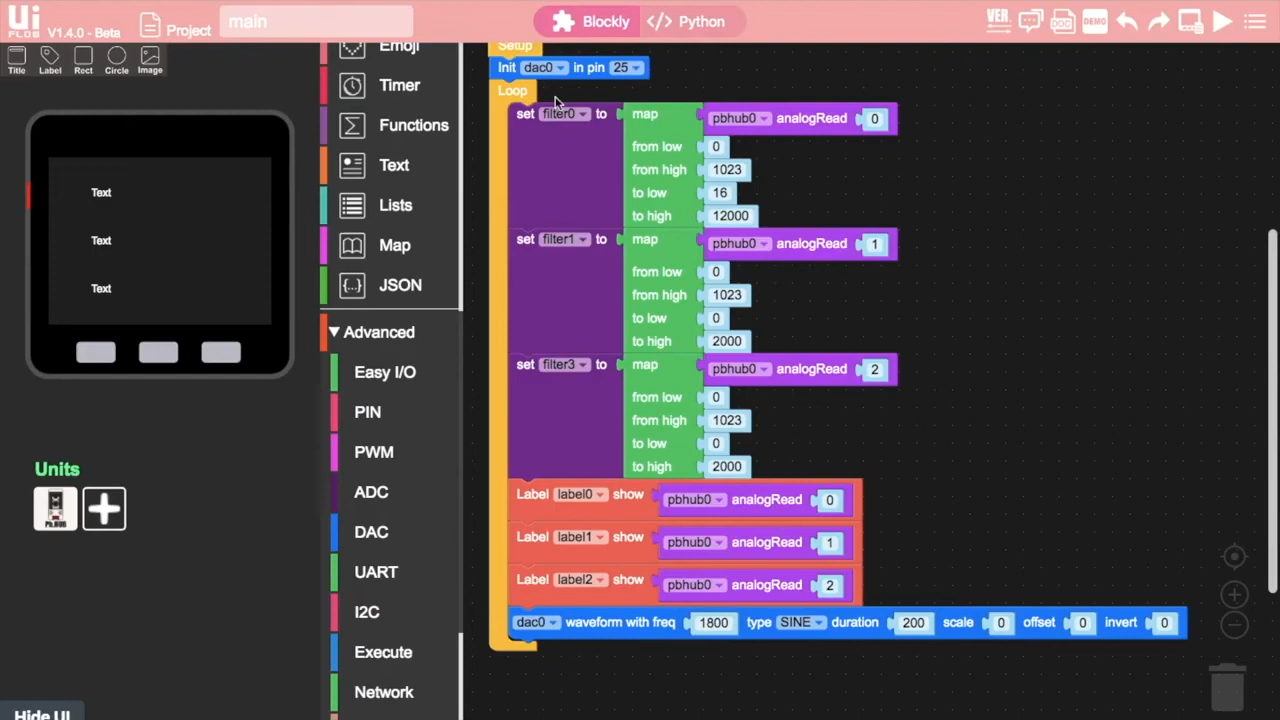 Ui
FLOW
V1.4.0 - Beta
Project
main
Blockly
</> Python
VER.
DOC
DEMO
Title
Label
Rect
Circle
Image
Text
Text
Text
Units
Pb.HUB
Hide UI
Emoji
Timer
Functions
Text
Lists
Map
JSON
Advanced
Easy I/O
PIN
PWM
ADC
DAC
UART
I2C
Execute
Network
Setup
Init dac0 in pin 25
Loop
set filter0 to map pbhub0 analogRead 0
from low 0
from high 1023
to low 16
to high 12000
set filter1 to map pbhub0 analogRead 1
from low 0
from high 1023
to low 0
to high 2000
set filter3 to map pbhub0 analogRead 2
from low 0
from high 1023
to low 0
to high 2000
Label label0 show pbhub0 analogRead 0
Label label1 show pbhub0 analogRead 1
Label label2 show pbhub0 analogRead 2
dac0 waveform with freq 1800 type SINE duration 200 scale 0 offset 0 invert 0